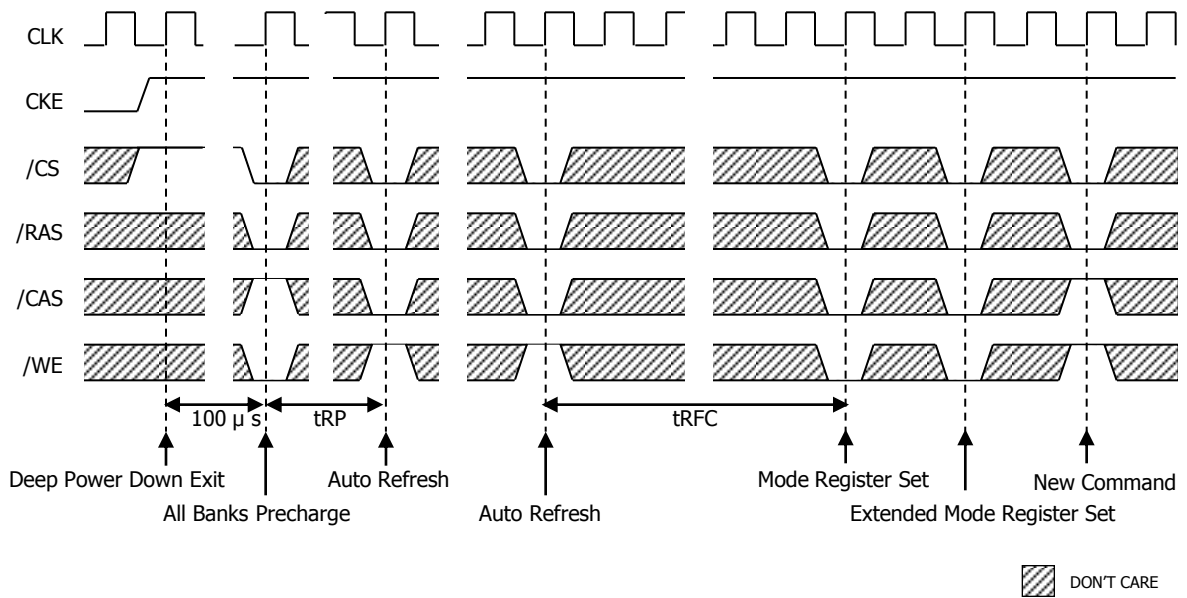 CLK
CKE
/CS
/RAS
/CAS
/WE
100 µ s
tRP
tRFC
Deep Power Down Exit
Auto Refresh
Mode Register Set
New Command
All Banks Precharge
Auto Refresh
Extended Mode Register Set
DON'T CARE